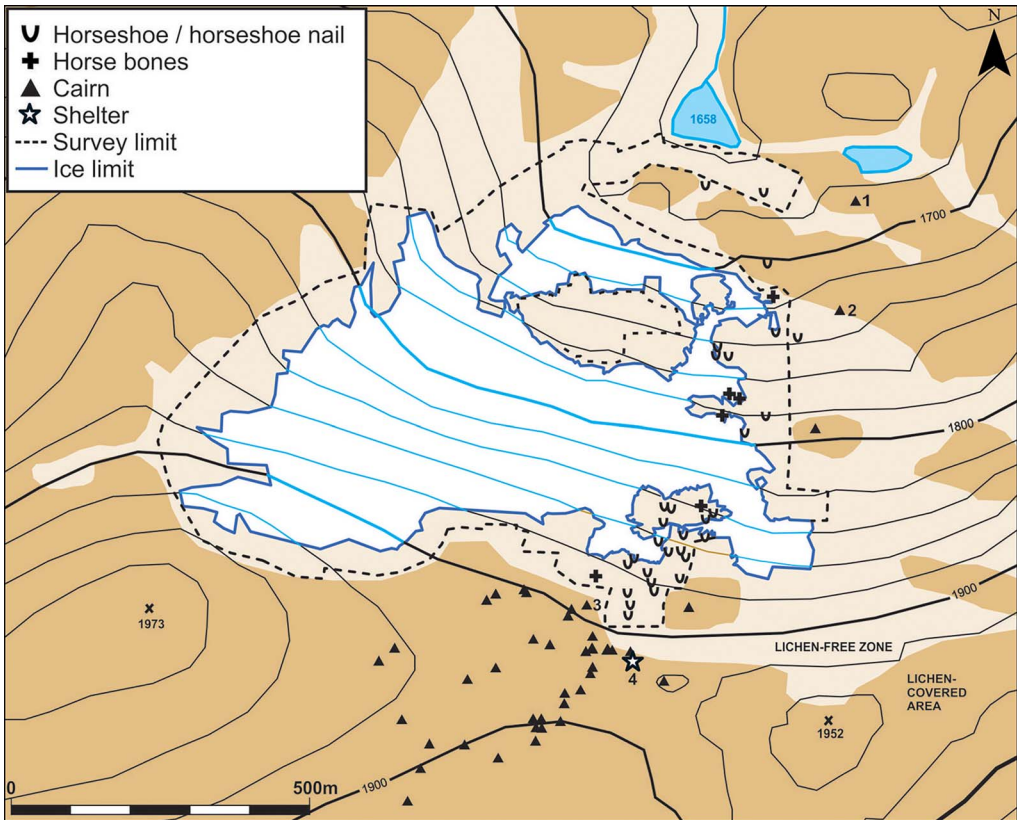 Horseshoe / horseshoe nail
Horse bones
Cairn
Shelter
Survey limit
Ice limit
N
1658
1
1700
2
1800
1900
3
1973
LICHEN-FREE ZONE
4
LICHEN-
COVERED
AREA
1952
1900
0
500m